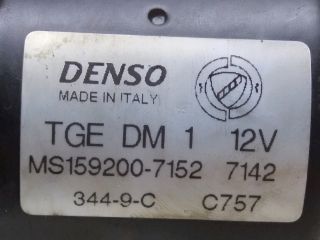 DENSO
MADE IN ITALY
TGE DM 1 12V
MS159200-7152 7142
344-9-C C757